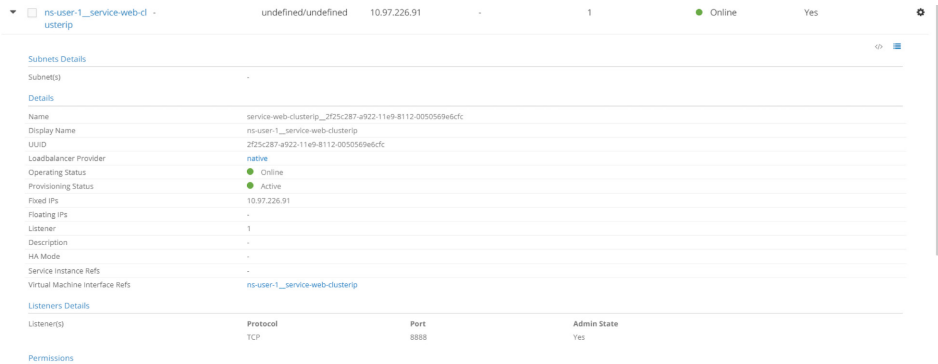 ns-user-1__service-web-cl - undefined/undefined 10.97.226.91 - 1 Online Yes
usterip
</>
Subnets Details
Subnet(s) -
Details
Name service-web-clusterip__2f25c287-a922-11e9-8112-0050569e6cfc
Display Name ns-user-1__service-web-clusterip
UUID 2f25c287-a922-11e9-8112-0050569e6cfc
Loadbalancer Provider native
Operating Status Online
Provisioning Status Active
Fixed IPs 10.97.226.91
Floating IPs -
Listener 1
Description -
HA Mode -
Service Instance Refs -
Virtual Machine Interface Refs ns-user-1__service-web-clusterip
Listeners Details
Listener(s) Protocol Port Admin State
TCP 8888 Yes
Permissions